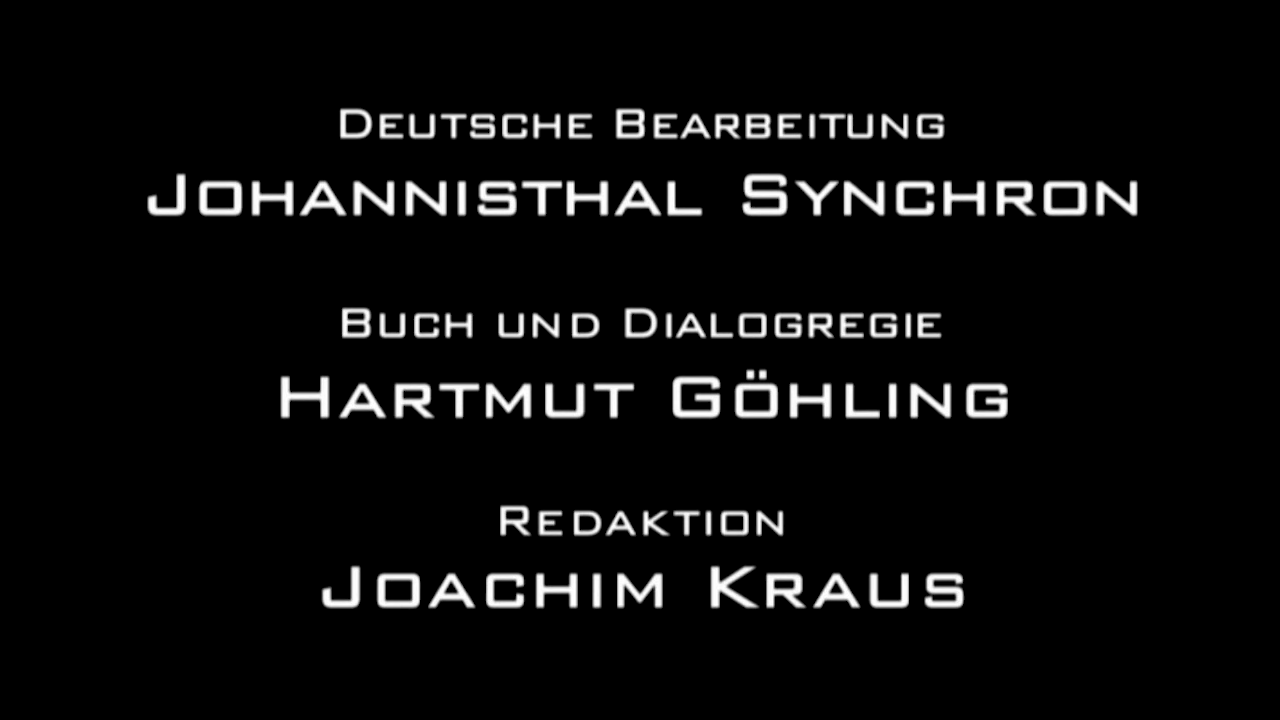 Deutsche Bearbeitung
Johannisthal Synchron
Buch und Dialogregie
Hartmut Göhling
Redaktion
Joachim Kraus